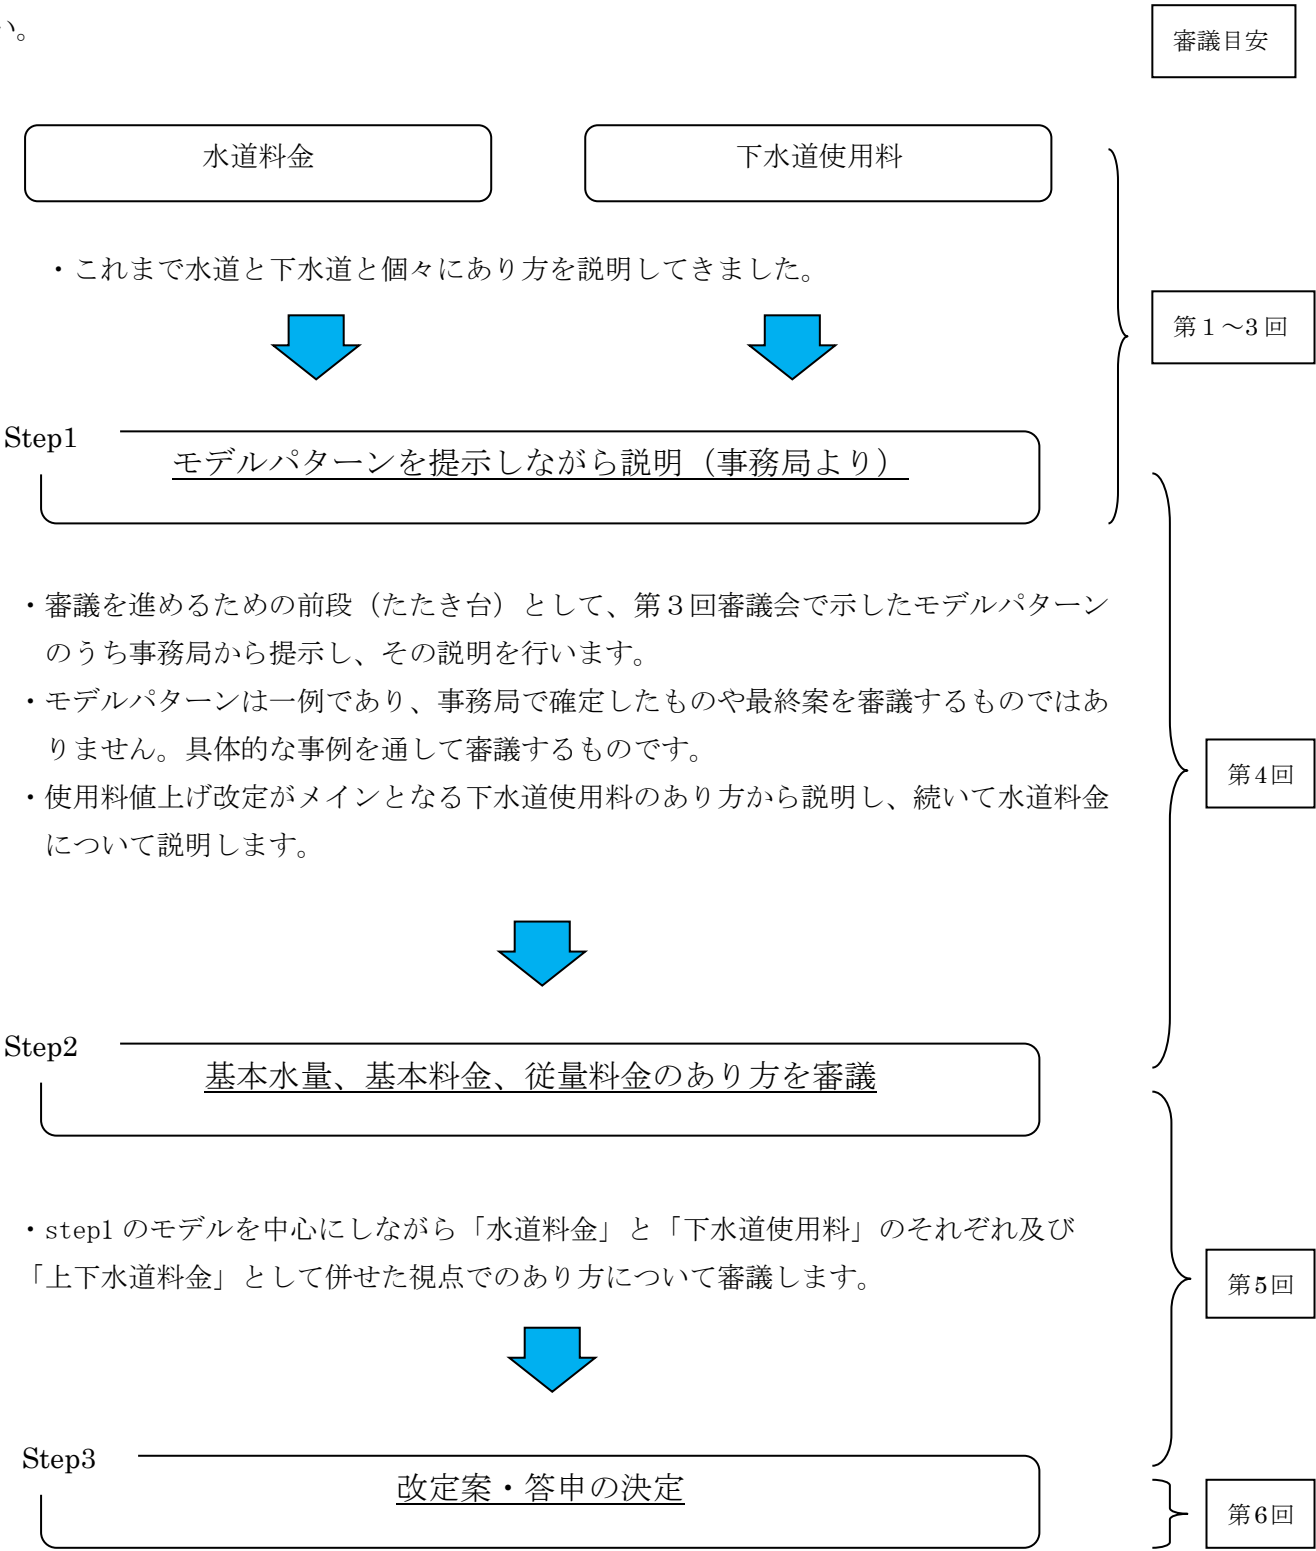 い。
審議目安
水道料金
下水道使用料
・これまで水道と下水道と個々にあり方を説明してきました。
第１～3回
Step1
モデルパターンを提示しながら説明（事務局より）
・審議を進めるための前段（たたき台）として、第３回審議会で示したモデルパターン
のうち事務局から提示し、その説明を行います。
・モデルパターンは一例であり、事務局で確定したものや最終案を審議するものではあ
りません。具体的な事例を通して審議するものです。
・使用料値上げ改定がメインとなる下水道使用料のあり方から説明し、続いて水道料金
について説明します。
第4回
Step2
基本水量、基本料金、従量料金のあり方を審議
・step1のモデルを中心にしながら「水道料金」と「下水道使用料」のそれぞれ及び
「上下水道料金」として併せた視点でのあり方について審議します。
第5回
Step3
改定案・答申の決定
第6回